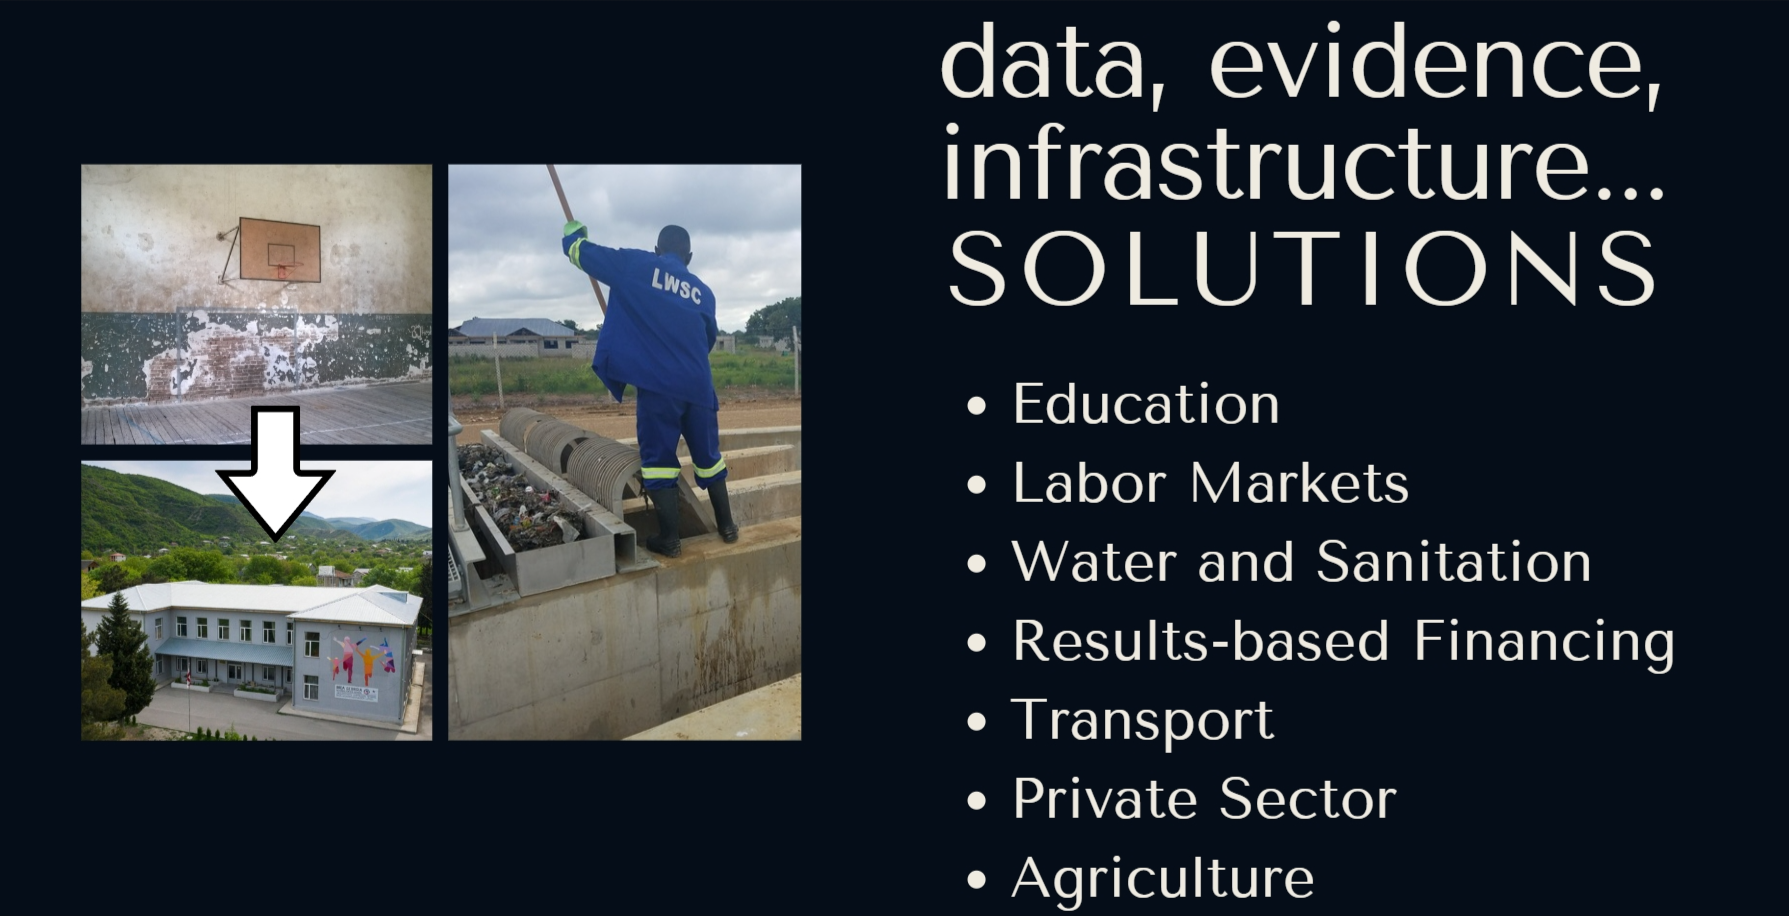 data, evidence,
infrastructure...
SOLUTIONS
LWSC
Education
Labor Markets
Water and Sanitation
Results-based Financing
Transport
Private Sector
Agriculture